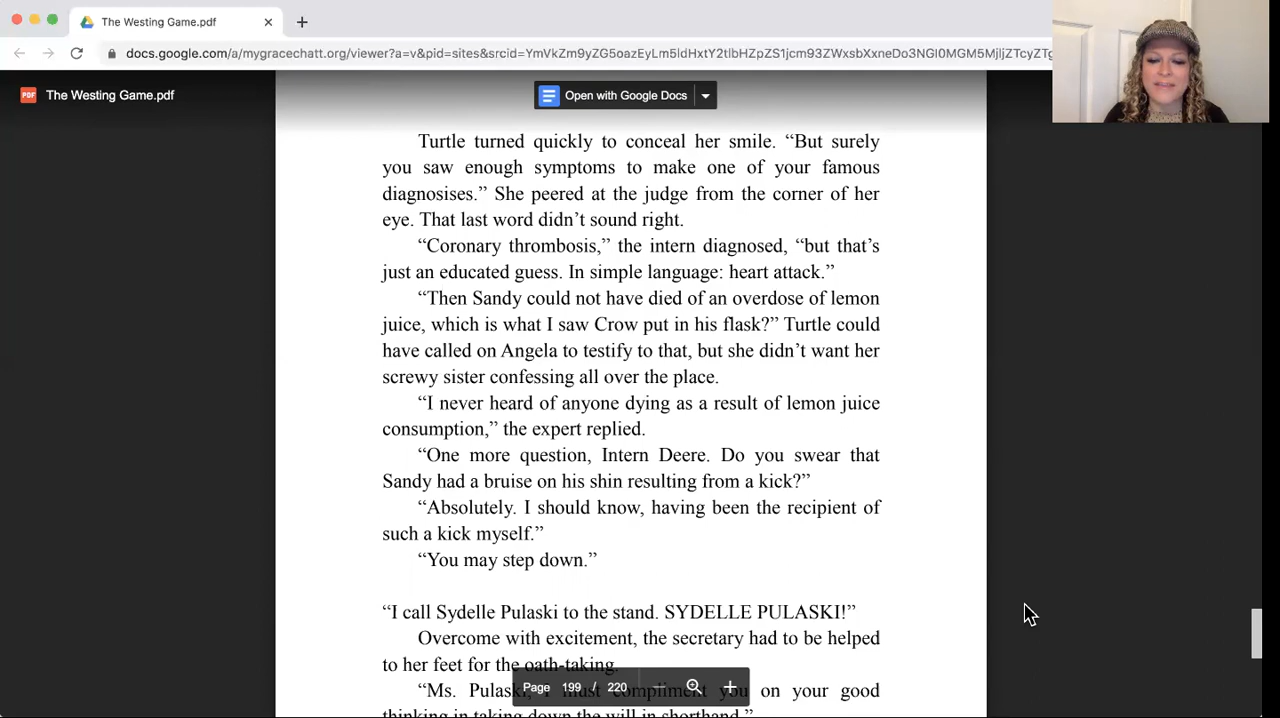 The Westing Game.pdf
docs.google.com/a/mygracechatt.org/viewer?a=v&pid=sites&srcid=YmVkZm9yZG5oazEyLm5ldHxtY2tlbHZpZS1jcm93ZWxsbXxneDo3NGI0MGM5MjljZTcyZTg
PDF The Westing Game.pdf
Open with Google Docs
Turtle turned quickly to conceal her smile. “But surely
you saw enough symptoms to make one of your famous
diagnosises.” She peered at the judge from the corner of her
eye. That last word didn’t sound right.
“Coronary thrombosis,” the intern diagnosed, “but that’s
just an educated guess. In simple language: heart attack.”
“Then Sandy could not have died of an overdose of lemon
juice, which is what I saw Crow put in his flask?” Turtle could
have called on Angela to testify to that, but she didn’t want her
screwy sister confessing all over the place.
“I never heard of anyone dying as a result of lemon juice
consumption,” the expert replied.
“One more question, Intern Deere. Do you swear that
Sandy had a bruise on his shin resulting from a kick?”
“Absolutely. I should know, having been the recipient of
such a kick myself.”
“You may step down.”
“I call Sydelle Pulaski to the stand. SYDELLE PULASKI!”
Overcome with excitement, the secretary had to be helped
to her feet for the oath-taking.
“Ms. Pulaski, I must compliment you on your good
thinking in taking down the will in shorthand.”
Page 199 / 220